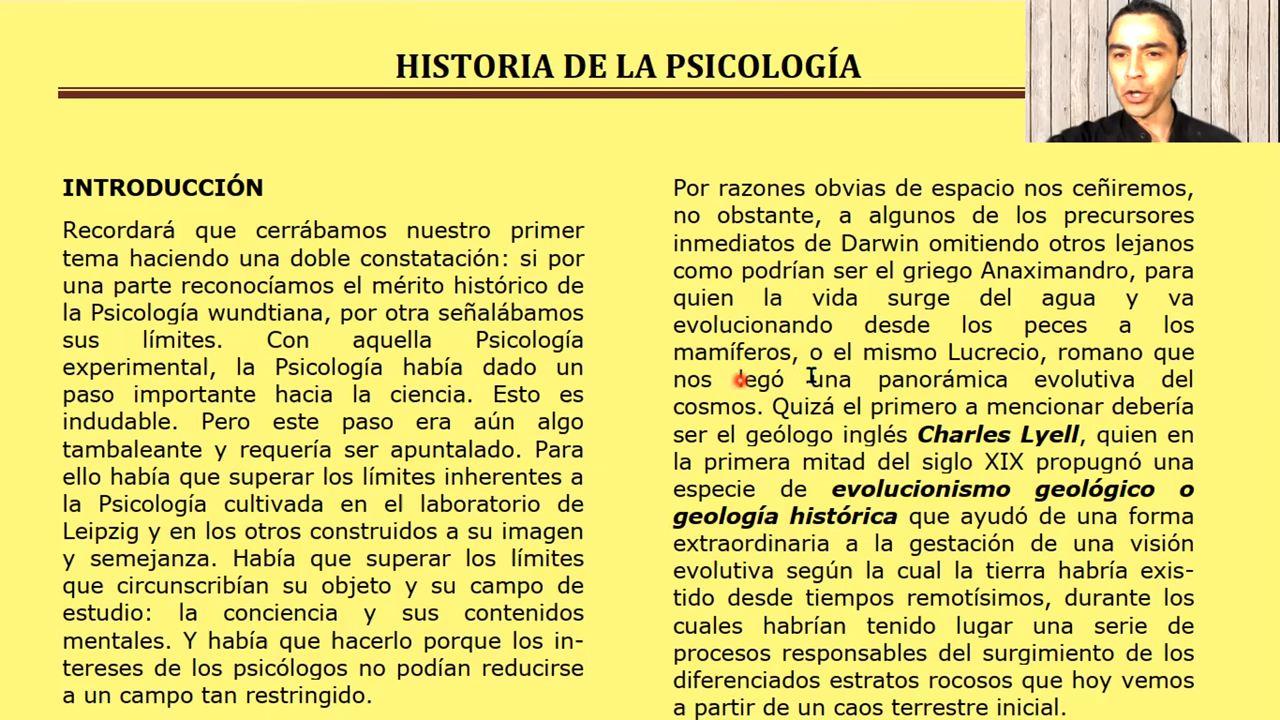 HISTORIA DE LA PSICOLOGÍA
INTRODUCCIÓN
Recordará que cerrábamos nuestro primer
tema haciendo una doble constatación: si por
una parte reconocíamos el mérito histórico de
la Psicología wundtiana, por otra señalábamos
sus límites. Con aquella Psicología
experimental, la Psicología había dado un
paso importante hacia la ciencia. Esto es
indudable. Pero este paso era aún algo
tambaleante y requería ser apuntalado. Para
ello había que superar los límites inherentes a
la Psicología cultivada en el laboratorio de
Leipzig y en los otros construidos a su imagen
y semejanza. Había que superar los límites
que circunscribían su objeto y su campo de
estudio: la conciencia y sus contenidos
mentales. Y había que hacerlo porque los in-
tereses de los psicólogos no podían reducirse
a un campo tan restringido.
Por razones obvias de espacio nos ceñiremos,
no obstante, a algunos de los precursores
inmediatos de Darwin omitiendo otros lejanos
como podrían ser el griego Anaximandro, para
quien la vida surge del agua y va
evolucionando desde los peces a los
mamíferos, o el mismo Lucrecio, romano que
nos legó una panorámica evolutiva del
cosmos. Quizá el primero a mencionar debería
ser el geólogo inglés Charles Lyell, quien en
la primera mitad del siglo XIX propugnó una
especie de evolucionismo geológico o
geología histórica que ayudó de una forma
extraordinaria a la gestación de una visión
evolutiva según la cual la tierra habría exis-
tido desde tiempos remotísimos, durante los
cuales habrían tenido lugar una serie de
procesos responsables del surgimiento de los
diferenciados estratos rocosos que hoy vemos
a partir de un caos terrestre inicial.